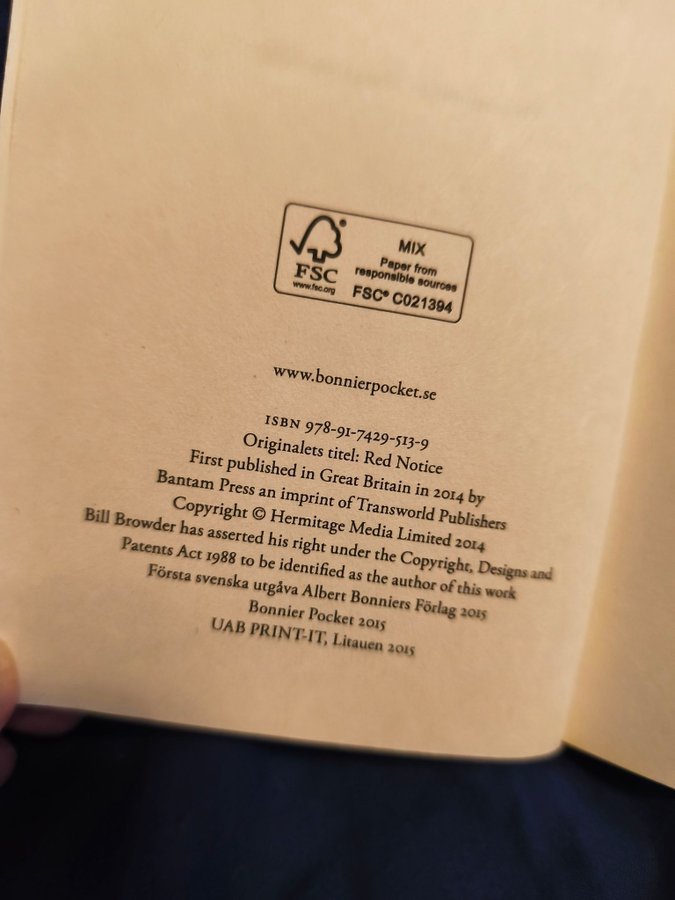 FSC
www.fsc.org
MIX
Paper from
responsible sources
FSC® C021394
www.bonnierpocket.se
ISBN 978-91-7429-513-9
Originalets titel: Red Notice
First published in Great Britain in 2014 by
Bantam Press an imprint of Transworld Publishers
Copyright © Hermitage Media Limited 2014
Bill Browder has asserted his right under the Copyright, Designs and
Patents Act 1988 to be identified as the author of this work
Första svenska utgåva Albert Bonniers Förlag 2015
Bonnier Pocket 2015
UAB PRINT-IT, Litauen 2015